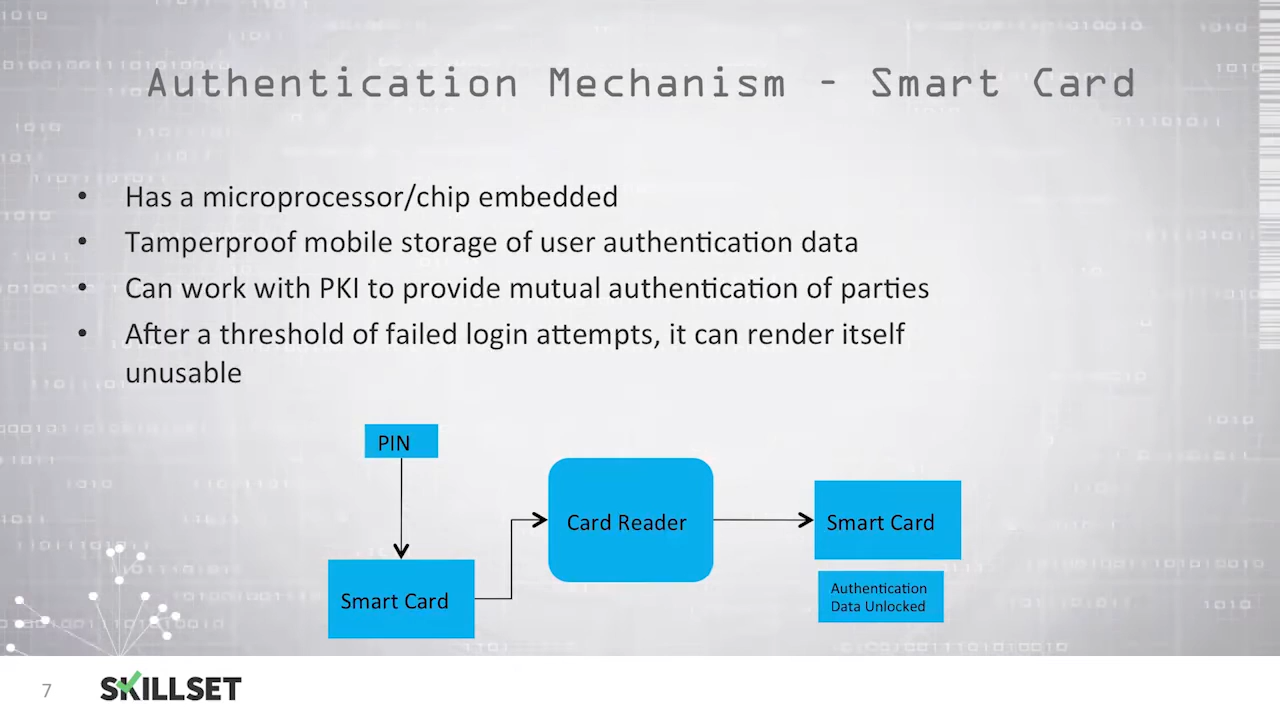 Authentication Mechanism - Smart Card
• Has a microprocessor/chip embedded
• Tamperproof mobile storage of user authentication data
• Can work with PKI to provide mutual authentication of parties
• After a threshold of failed login attempts, it can render itself
unusable
PIN
Card Reader
Smart Card
Smart Card
Authentication
Data Unlocked
7
SKILLSET